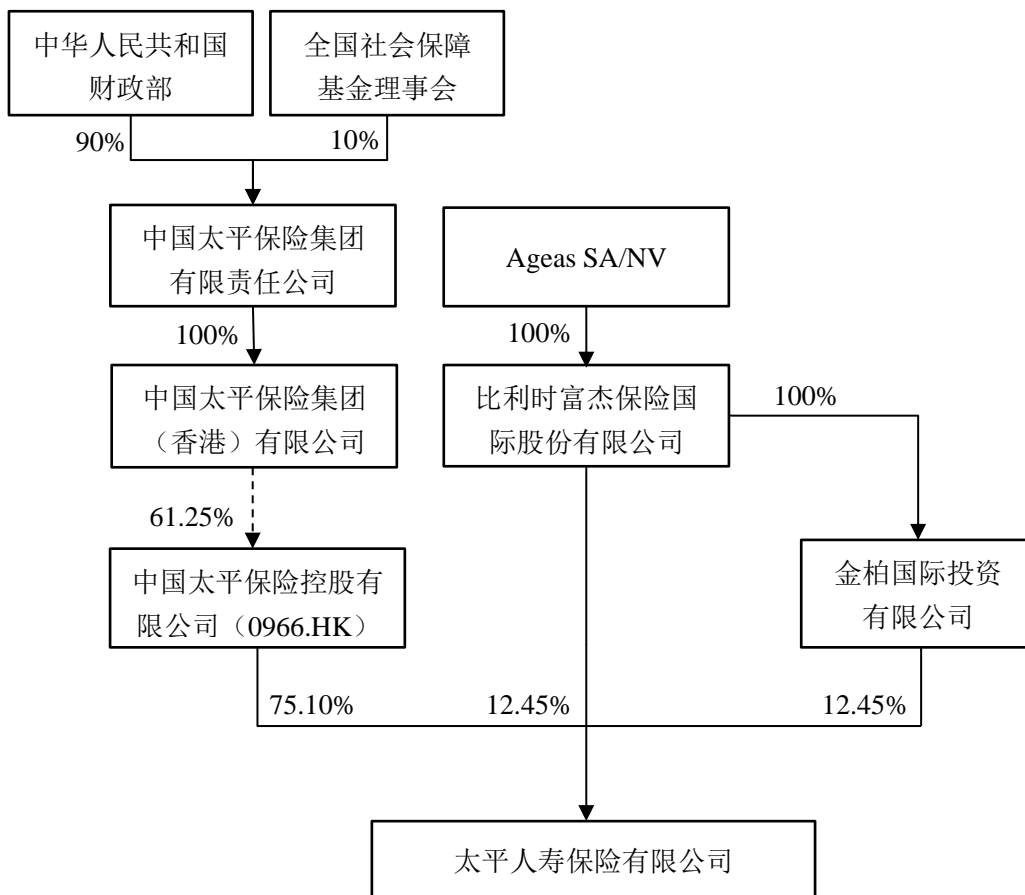 中华人民共和国
财政部
全国社会保障
基金理事会
90%
10%
中国太平保险集团
有限责任公司
Ageas SA/NV
100%
100%
中国太平保险集团
（香港）有限公司
比利时富杰保险国
际股份有限公司
100%
61.25%
中国太平保险控股有
限公司（0966.HK）
金柏国际投资
有限公司
75.10%
12.45%
12.45%
太平人寿保险有限公司